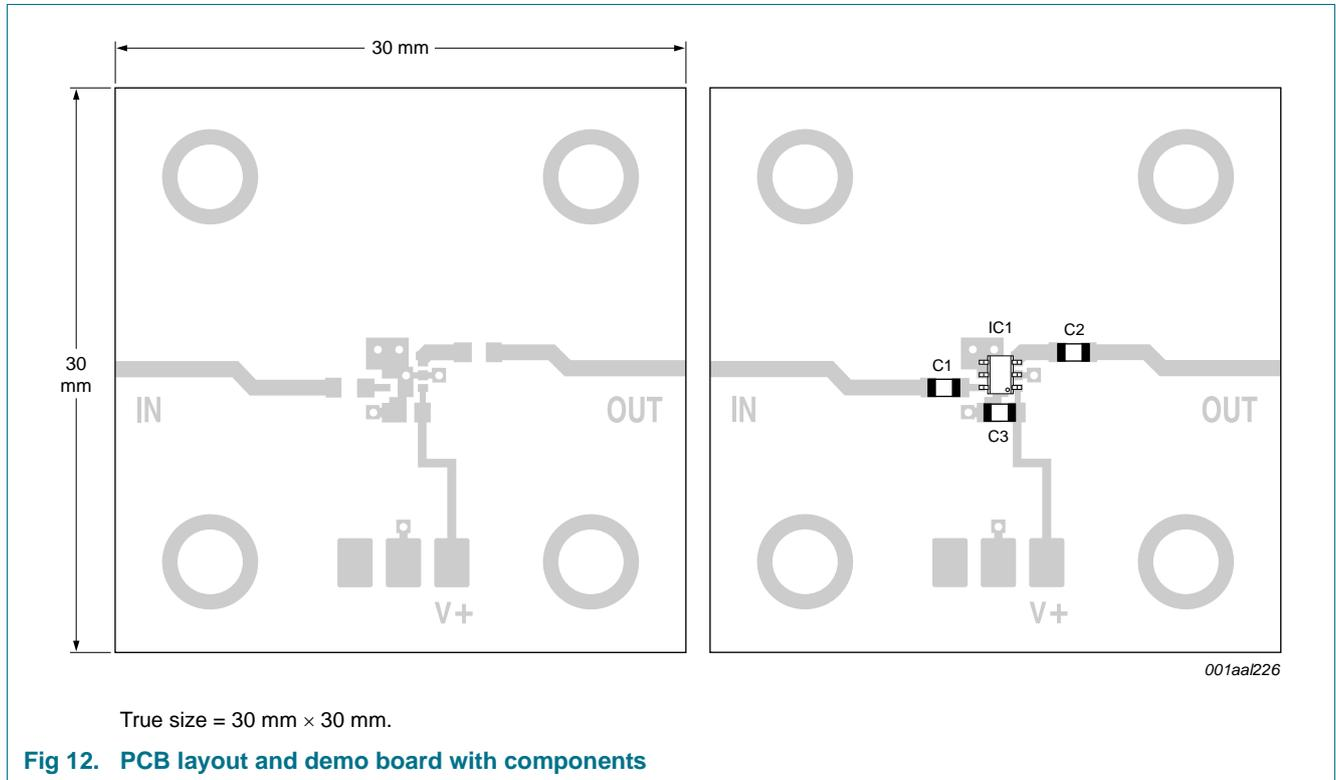 30 mm
30
mm
IC1
C2
C1
C3
IN
OUT
IN
OUT
V+
V+
001aal226
True size = 30 mm × 30 mm.
Fig 12. PCB layout and demo board with components